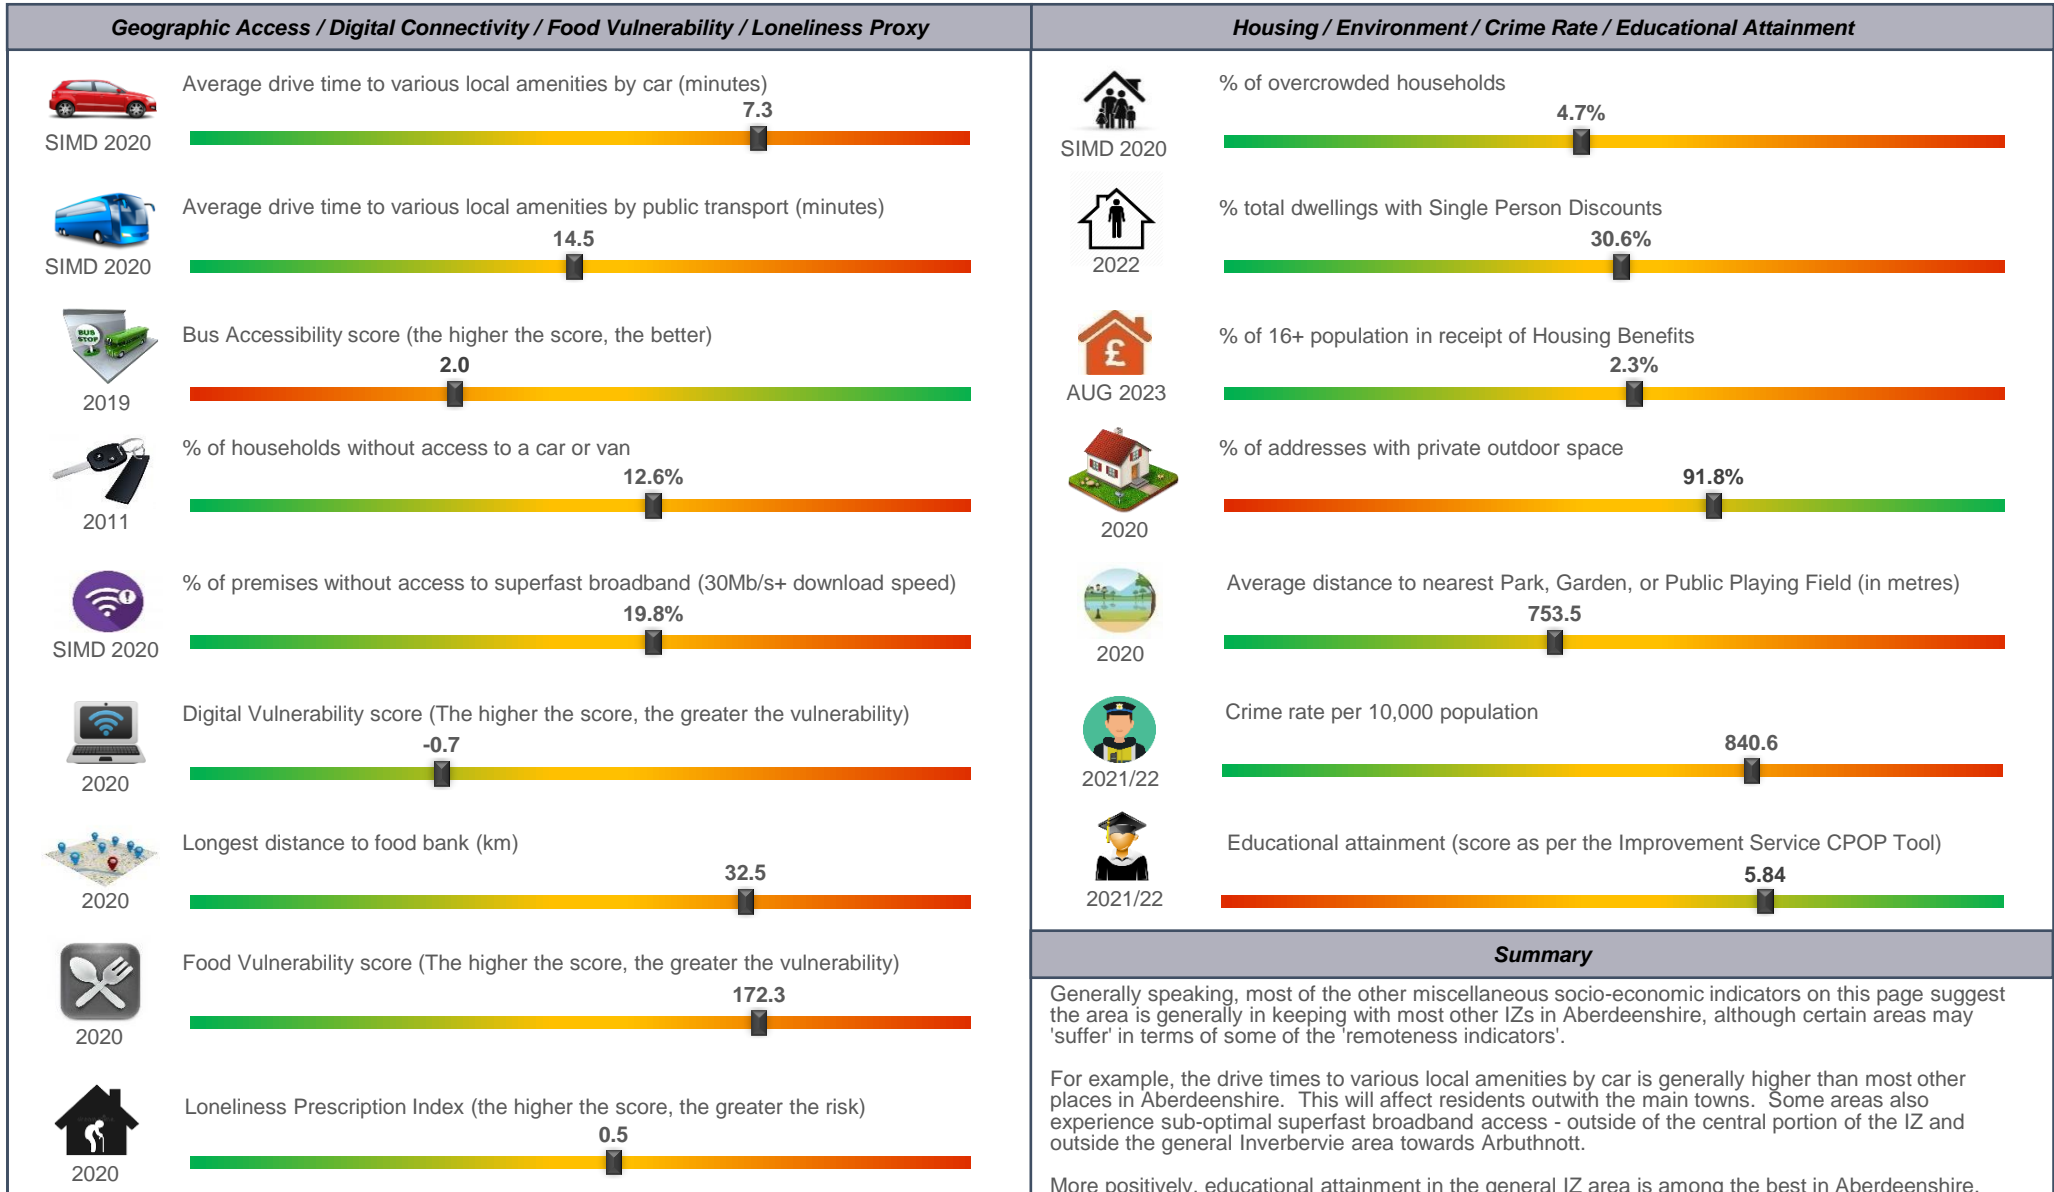 Geographic Access / Digital Connectivity / Food Vulnerability / Loneliness Proxy
Average drive time to various local amenities by car (minutes)
7.3
SIMD 2020
Average drive time to various local amenities by public transport (minutes)
14.5
SIMD 2020
BUS STOP
Bus Accessibility score (the higher the score, the better)
2.0
2019
% of households without access to a car or van
12.6%
2011
% of premises without access to superfast broadband (30Mb/s+ download speed)
19.8%
SIMD 2020
Digital Vulnerability score (The higher the score, the greater the vulnerability)
-0.7
2020
Longest distance to food bank (km)
32.5
2020
Food Vulnerability score (The higher the score, the greater the vulnerability)
172.3
2020
Loneliness Prescription Index (the higher the score, the greater the risk)
0.5
2020
Housing / Environment / Crime Rate / Educational Attainment
% of overcrowded households
4.7%
SIMD 2020
% total dwellings with Single Person Discounts
30.6%
2022
% of 16+ population in receipt of Housing Benefits
2.3%
£
AUG 2023
% of addresses with private outdoor space
91.8%
2020
Average distance to nearest Park, Garden, or Public Playing Field (in metres)
753.5
2020
Crime rate per 10,000 population
840.6
2021/22
Educational attainment (score as per the Improvement Service CPOP Tool)
5.84
2021/22
Summary
Generally speaking, most of the other miscellaneous socio-economic indicators on this page suggest
the area is generally in keeping with most other IZs in Aberdeenshire, although certain areas may
'suffer' in terms of some of the 'remoteness indicators'.
For example, the drive times to various local amenities by car is generally higher than most other
places in Aberdeenshire. This will affect residents outwith the main towns. Some areas also
experience sub-optimal superfast broadband access - outside of the central portion of the IZ and
outside the general Inverbervie area towards Arbuthnott.
More positively, educational attainment in the general IZ area is among the best in Aberdeenshire.